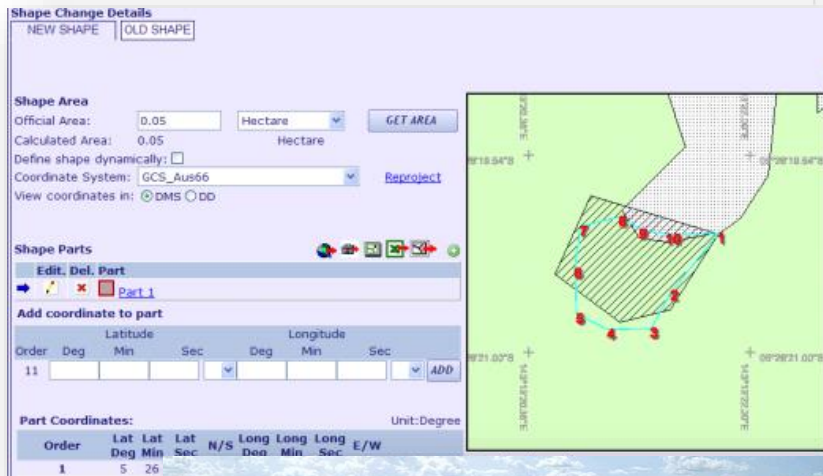 Shape Change Details
NEW SHAPE OLD SHAPE
Shape Area
Official Area: 0.05 Hectare GET AREA
Calculated Area: 0.05 Hectare
Define shape dynamically:
Coordinate System: GCS_Aus66 Reproject
View coordinates in: DMS DD
Shape Parts
Edit. Del. Part
Part 1
Add coordinate to part
Latitude Longitude
Order Deg Min Sec Deg Min Sec
11 ADD
Part Coordinates: Unit:Degree
Order Lat Deg Lat Min Lat Sec N/S Long Deg Long Min Long Sec E/W
1 5 26
8 7 9 10 1
6
2
5 4 3